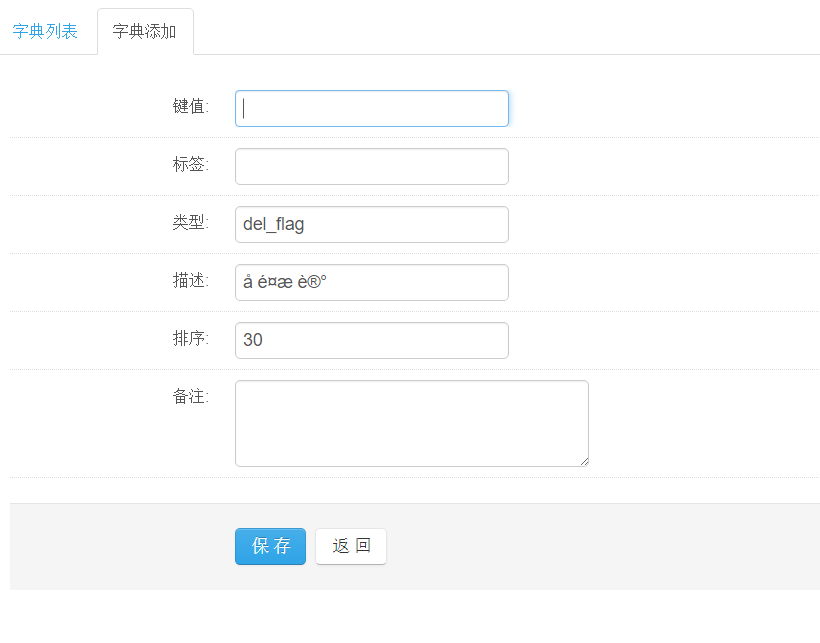 字典列表
字典添加
键值:
标签:
类型: del_flag
描述: å é¤æ è®°
排序: 30
备注:
保 存
返 回